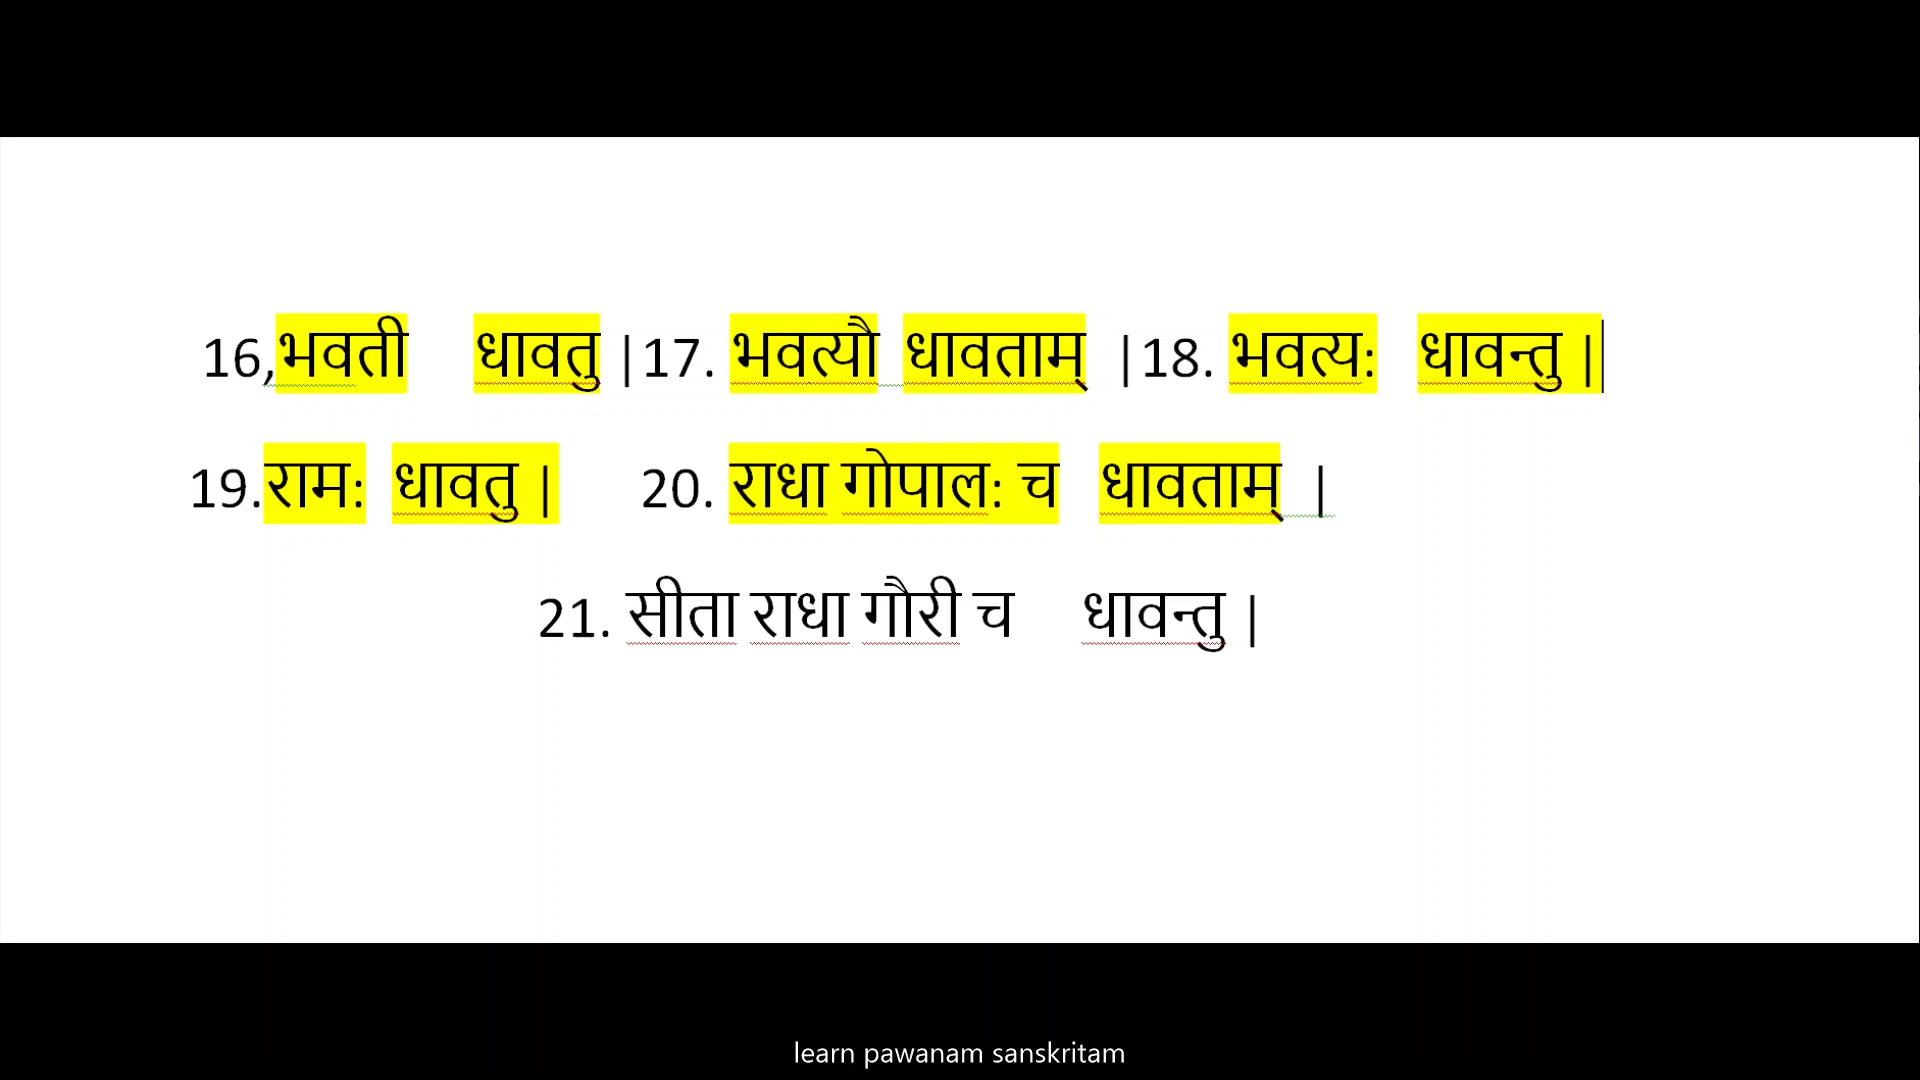 16,भवती धावतु |17. भवत्यौ धावताम् |18. भवत्य: धावन्तु |
19.राम: धावतु | 20. राधा गोपाल: च धावताम् |
21. सीता राधा गौरी च धावन्तु |
learn pawanam sanskritam